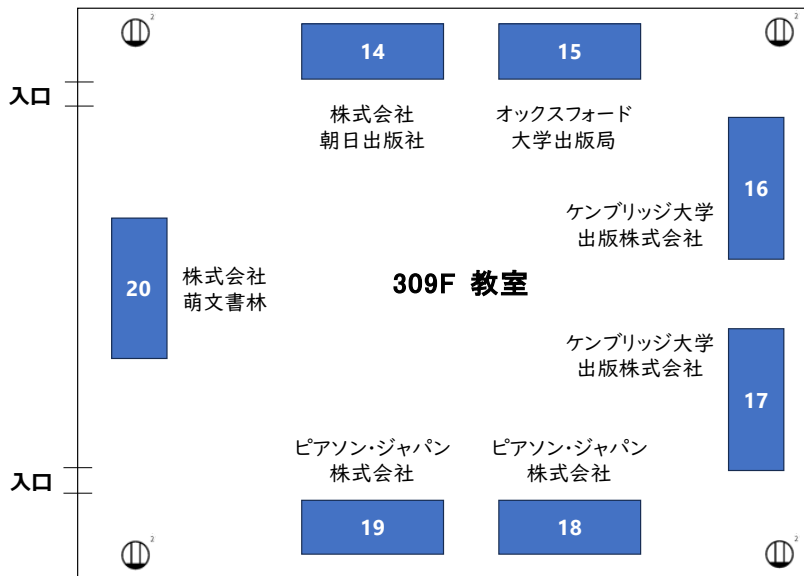 2
2
14
15
入口
株式会社
朝日出版社
オックスフォード
大学出版局
16
ケンブリッジ大学
出版株式会社
20
株式会社
萌文書林
309F 教室
ケンブリッジ大学
出版株式会社
17
ピアソン・ジャパン
株式会社
ピアソン・ジャパン
株式会社
入口
19
18
2
2